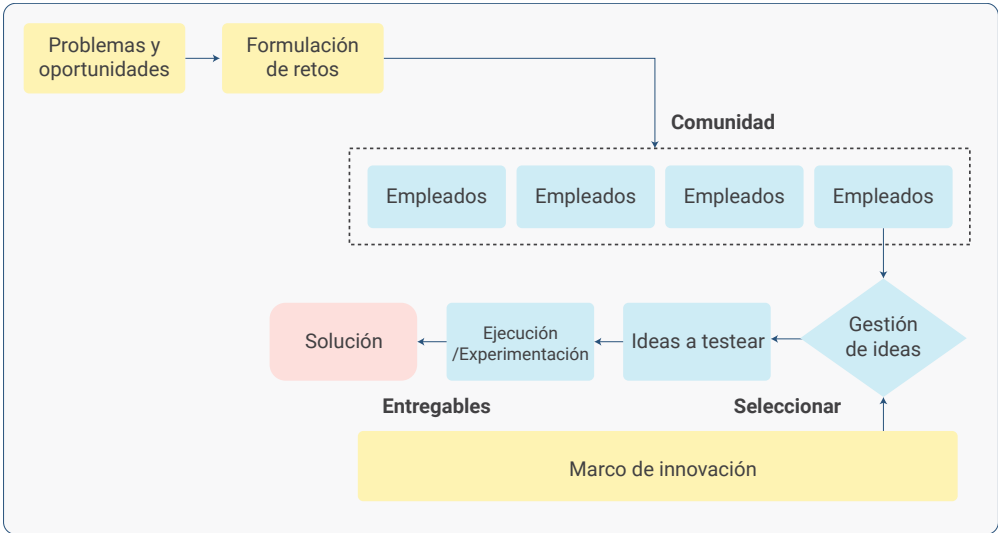 Problemas y
oportunidades
Formulación
de retos
Comunidad
Empleados
Empleados
Empleados
Empleados
Gestión
de ideas
Ideas a testear
Ejecución
/Experimentación
Solución
Entregables
Seleccionar
Marco de innovación